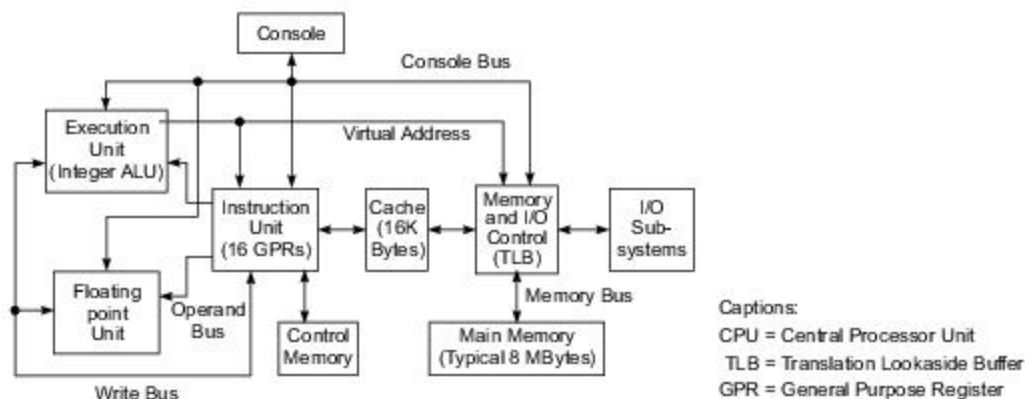 Console
Console Bus
Execution
Unit
(Integer ALU)
Virtual Address
Instruction
Unit
(16 GPRs)
Cache
(16K
Bytes)
Memory
and I/O
Control
(TLB)
I/O
Sub-
systems
Floating
point
Unit
Operand
Bus
Control
Memory
Memory Bus
Main Memory
(Typical 8 MBytes)
Write Bus
Captions:
CPU = Central Processor Unit
TLB = Translation Lookaside Buffer
GPR = General Purpose Register